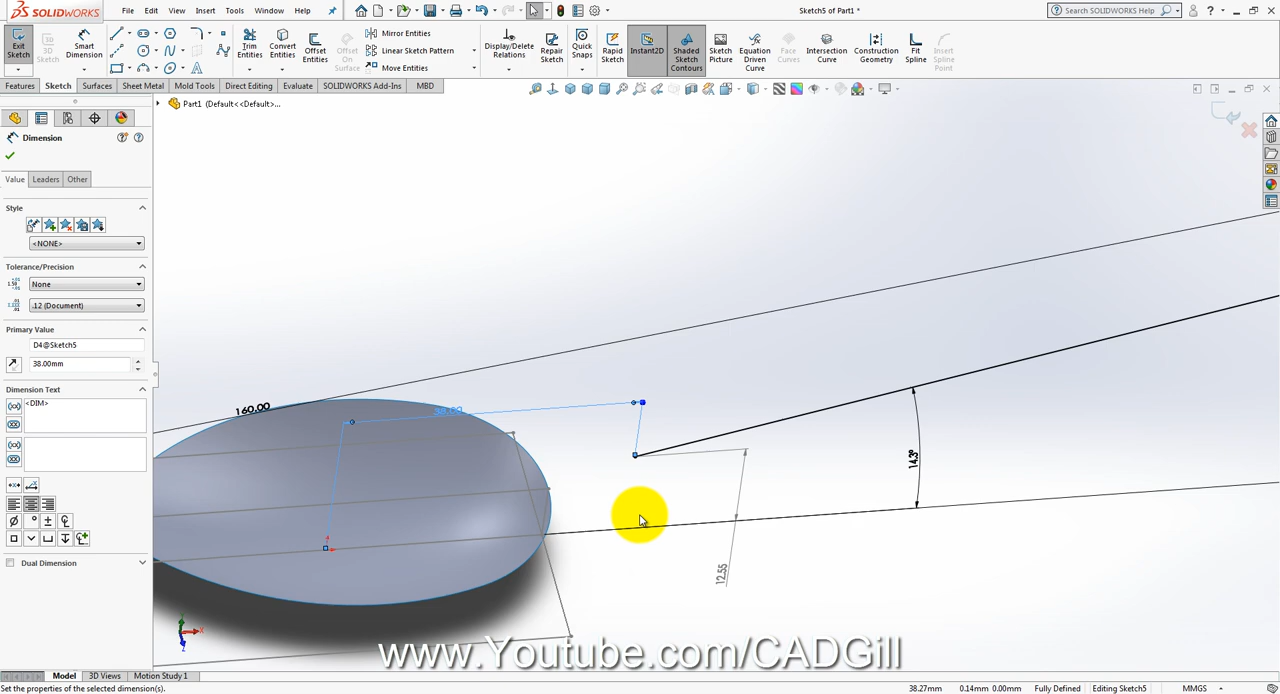 SOLIDWORKS File Edit View Insert Tools Window Help Sketch5 of Part1 * Search SOLIDWORKS Help
Exit Sketch 3D Sketch Smart Dimension Trim Entities Convert Entities Offset Entities Offset On Surface Mirror Entities Linear Sketch Pattern Move Entities Display/Delete Relations Repair Sketch Quick Snaps Rapid Sketch Instant2D Shaded Sketch Contours Sketch Picture Equation Driven Curve Face Curves Intersection Curve Construction Geometry Fit Spline Insert Point
Features Sketch Surfaces Sheet Metal Mold Tools Direct Editing Evaluate SOLIDWORKS Add-Ins MBD
Part1 (Default<<Default>...
Dimension
Value Leaders Other
Style
<NONE>
Tolerance/Precision
None
.12 (Document)
Primary Value
D4@Sketch5
38.00mm
Dimension Text
<DIM>
Dual Dimension
160.00
38.00
14.3°
12.55
www.Youtube.com/CADGill
Model 3D Views Motion Study 1
Set the properties of the selected dimension(s). 38.27mm 0.14mm 0.00mm Fully Defined Editing Sketch5 MMGS